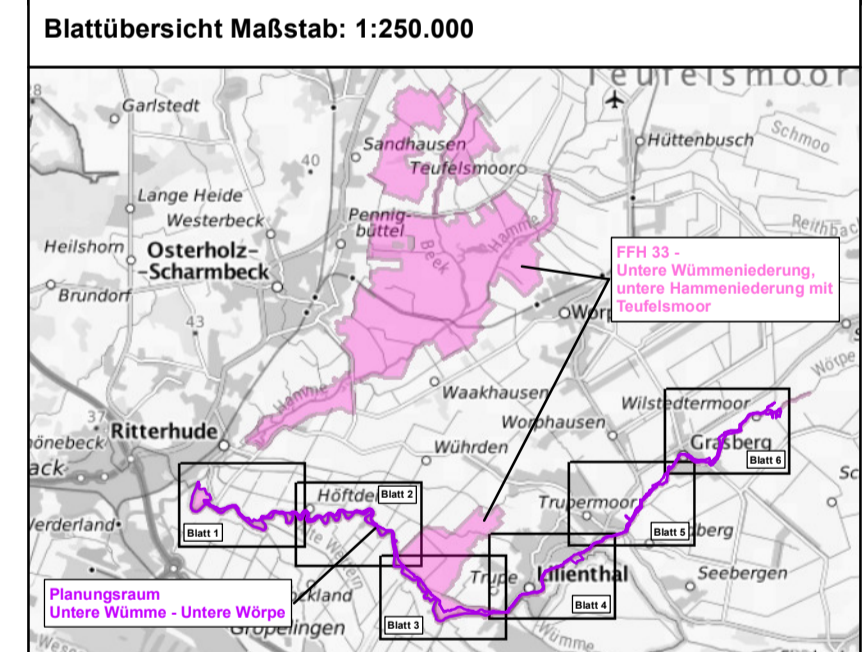 Blattübersicht Maßstab: 1:250.000
Teufelsmoor
Garlstedt
Sandhausen
Teufelsmoor
Hüttenbusch
Schmoo
40
Lange Heide
Westerbeck
Pennig-
büttel
Heilshorn
Osterholz-
-Scharmbeck
Beek
Hamme
Reithbac
FFH 33 -
Untere Wümmeniederung,
untere Hammeniederung mit
Teufelsmoor
Brundorf
43
Worp
Waakhausen
Hamme
Wörpe
Wilstedtermoor
37
önebeck
Ritterhude
Worphausen
Grasberg
Blatt 6
ack
Wührden
Höftde
Blatt 2
Trupermoor
Blatt 5
berg
Blatt 1
Verderland
Planungsraum
Untere Wümme - Untere Wörpe
Trupe
Lilienthal
Seebergen
Blatt 4
Blatt 3
Gröpelingen
Wümme